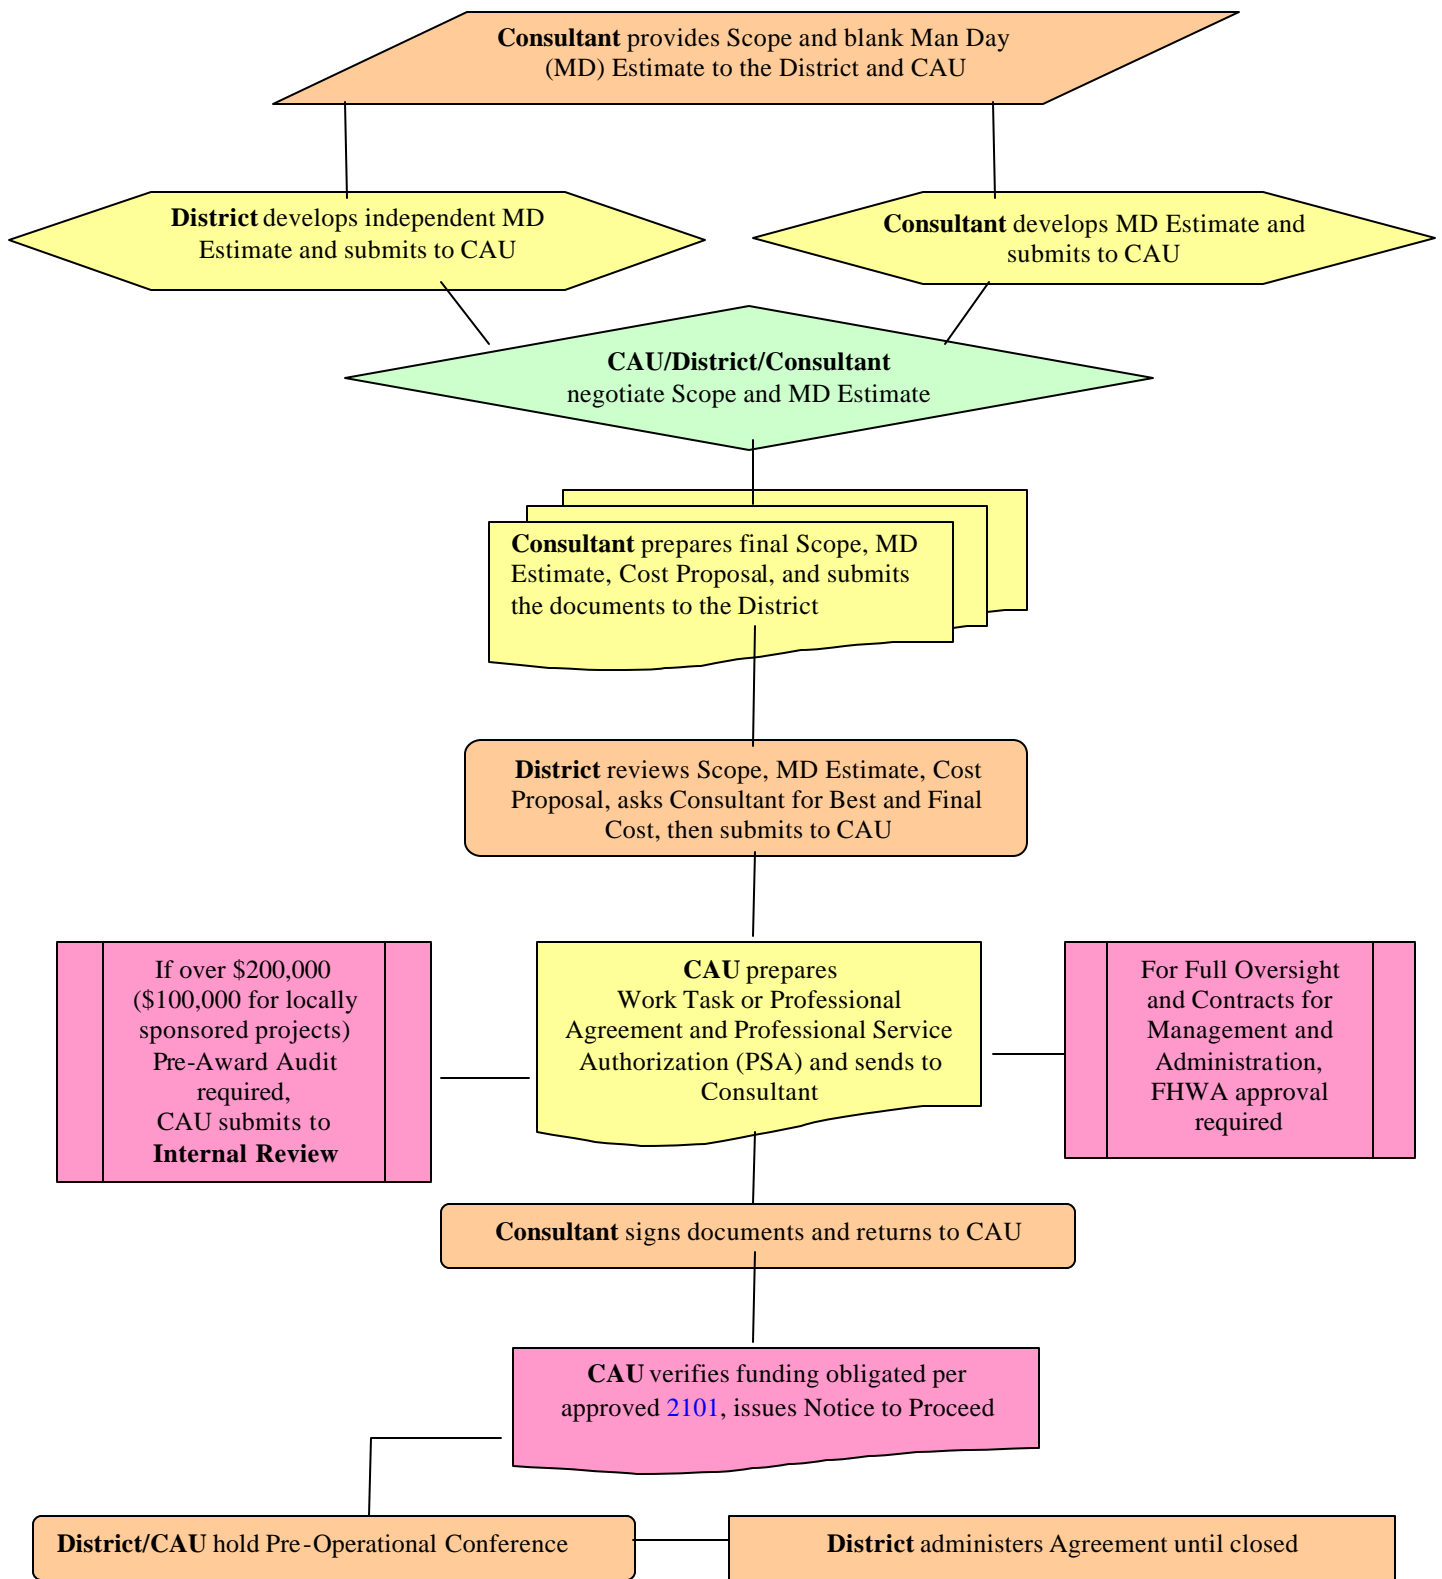 Consultant provides Scope and blank Man Day
(MD) Estimate to the District and CAU
District develops independent MD
Estimate and submits to CAU
Consultant develops MD Estimate and
submits to CAU
CAU/District/Consultant
negotiate Scope and MD Estimate
Consultant prepares final Scope, MD
Estimate, Cost Proposal, and submits
the documents to the District
District reviews Scope, MD Estimate, Cost
Proposal, asks Consultant for Best and Final
Cost, then submits to CAU
If over $200,000
($100,000 for locally
sponsored projects)
Pre-Award Audit
required,
CAU submits to
Internal Review
CAU prepares
Work Task or Professional
Agreement and Professional Service
Authorization (PSA) and sends to
Consultant
For Full Oversight
and Contracts for
Management and
Administration,
FHWA approval
required
Consultant signs documents and returns to CAU
CAU verifies funding obligated per
approved 2101, issues Notice to Proceed
District/CAU hold Pre-Operational Conference
District administers Agreement until closed